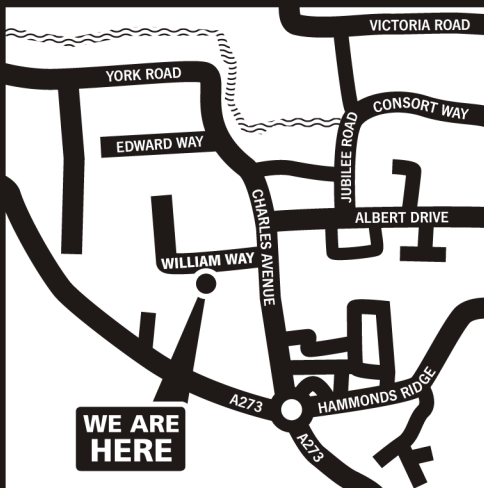 VICTORIA ROAD
YORK ROAD
CONSORT WAY
EDWARD WAY
JUBILEE ROAD
CHARLES AVENUE
ALBERT DRIVE
WILLIAM WAY
A273
HAMMONDS RIDGE
WE ARE
HERE
A273